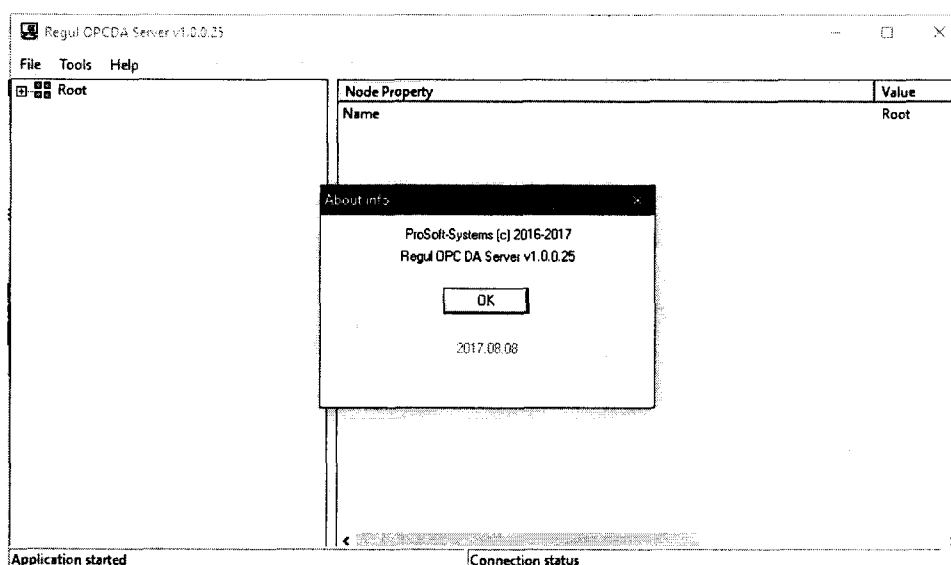 Regul OPCDA Server v1.0.0.25
File Tools Help
Root
Node Property Value
Name Root
About info
ProSoft-Systems (c) 2016-2017
Regul OPC DA Server v1.0.0.25
OK
2017.08.08
Application started Connection status